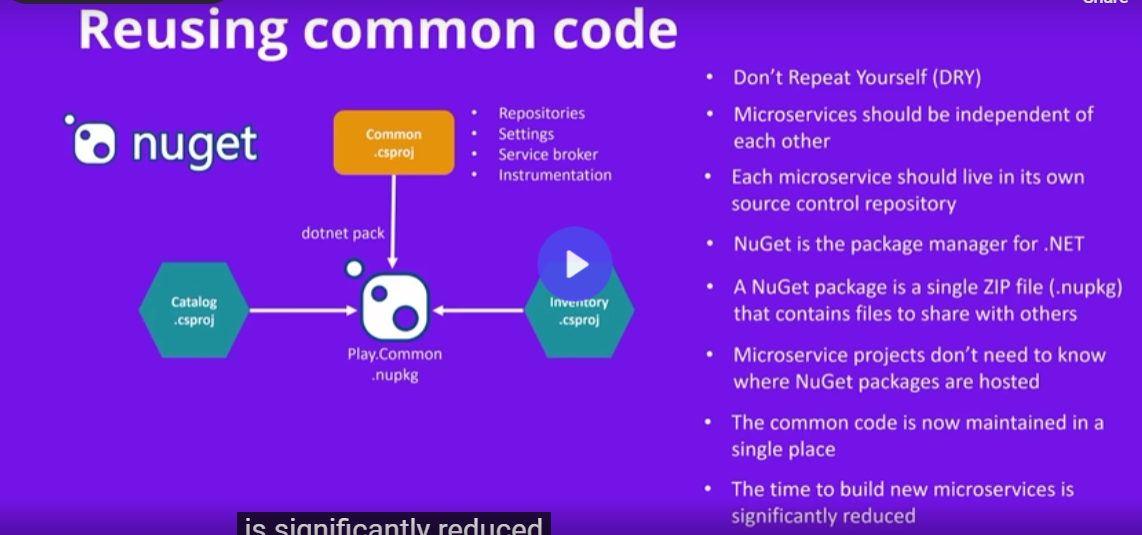 Share
Reusing common code
nuget
Common
.csproj
• Repositories
• Settings
• Service broker
• Instrumentation
dotnet pack
Catalog
.csproj
Inventory
.csproj
Play.Common
.nupkg
• Don't Repeat Yourself (DRY)
• Microservices should be independent of
each other
• Each microservice should live in its own
source control repository
• NuGet is the package manager for .NET
• A NuGet package is a single ZIP file (.nupkg)
that contains files to share with others
• Microservice projects don't need to know
where NuGet packages are hosted
• The common code is now maintained in a
single place
• The time to build new microservices is
significantly reduced
is significantly reduced